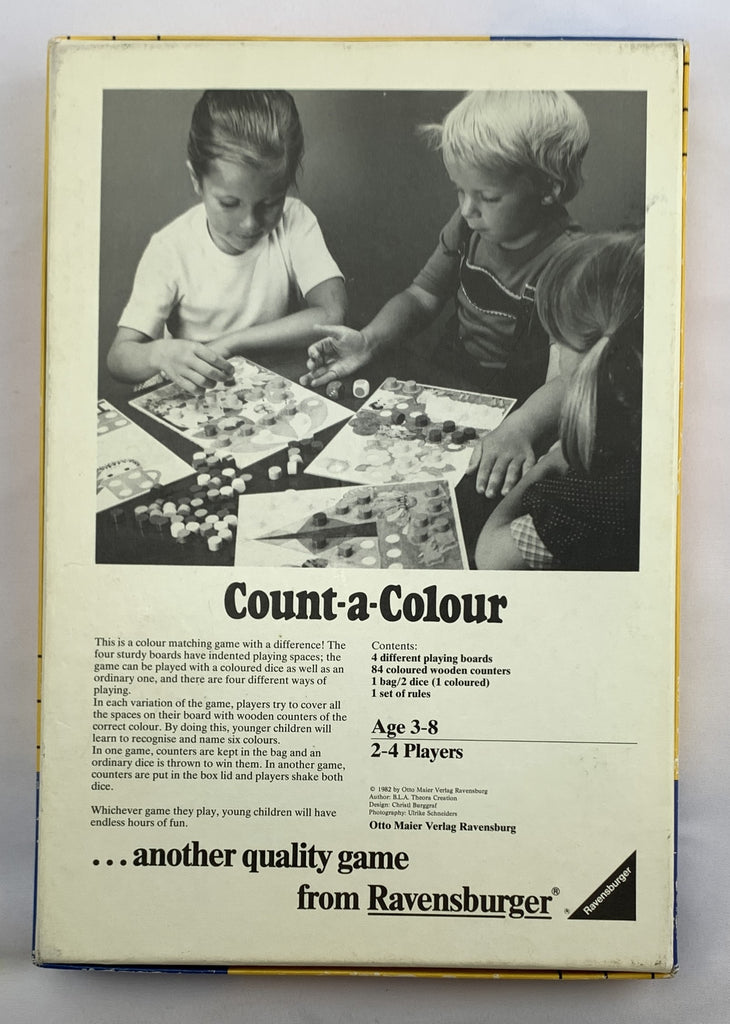 Count-a-Colour
This is a colour matching game with a difference! The
four sturdy boards have indented playing spaces; the
game can be played with a coloured dice as well as an
ordinary one, and there are four different ways of
playing.
In each variation of the game, players try to cover all
the spaces on their board with wooden counters of the
correct colour. By doing this, younger children will
learn to recognise and name six colours.
In one game, counters are kept in the bag and an
ordinary dice is thrown to win them. In another game,
counters are put in the box lid and players shake both
dice.
Whichever game they play, young children will have
endless hours of fun.
Contents:
4 different playing boards
84 coloured wooden counters
1 bag/2 dice (1 coloured)
1 set of rules
Age 3-8
2-4 Players
© 1982 by Otto Maier Verlag Ravensburg
Author: B.L.A. Theora Creation
Design: Christl Burggraf
Photography: Ulrike Schneiders
Otto Maier Verlag Ravensburg
...another quality game
from Ravensburger®
® Ravensburger